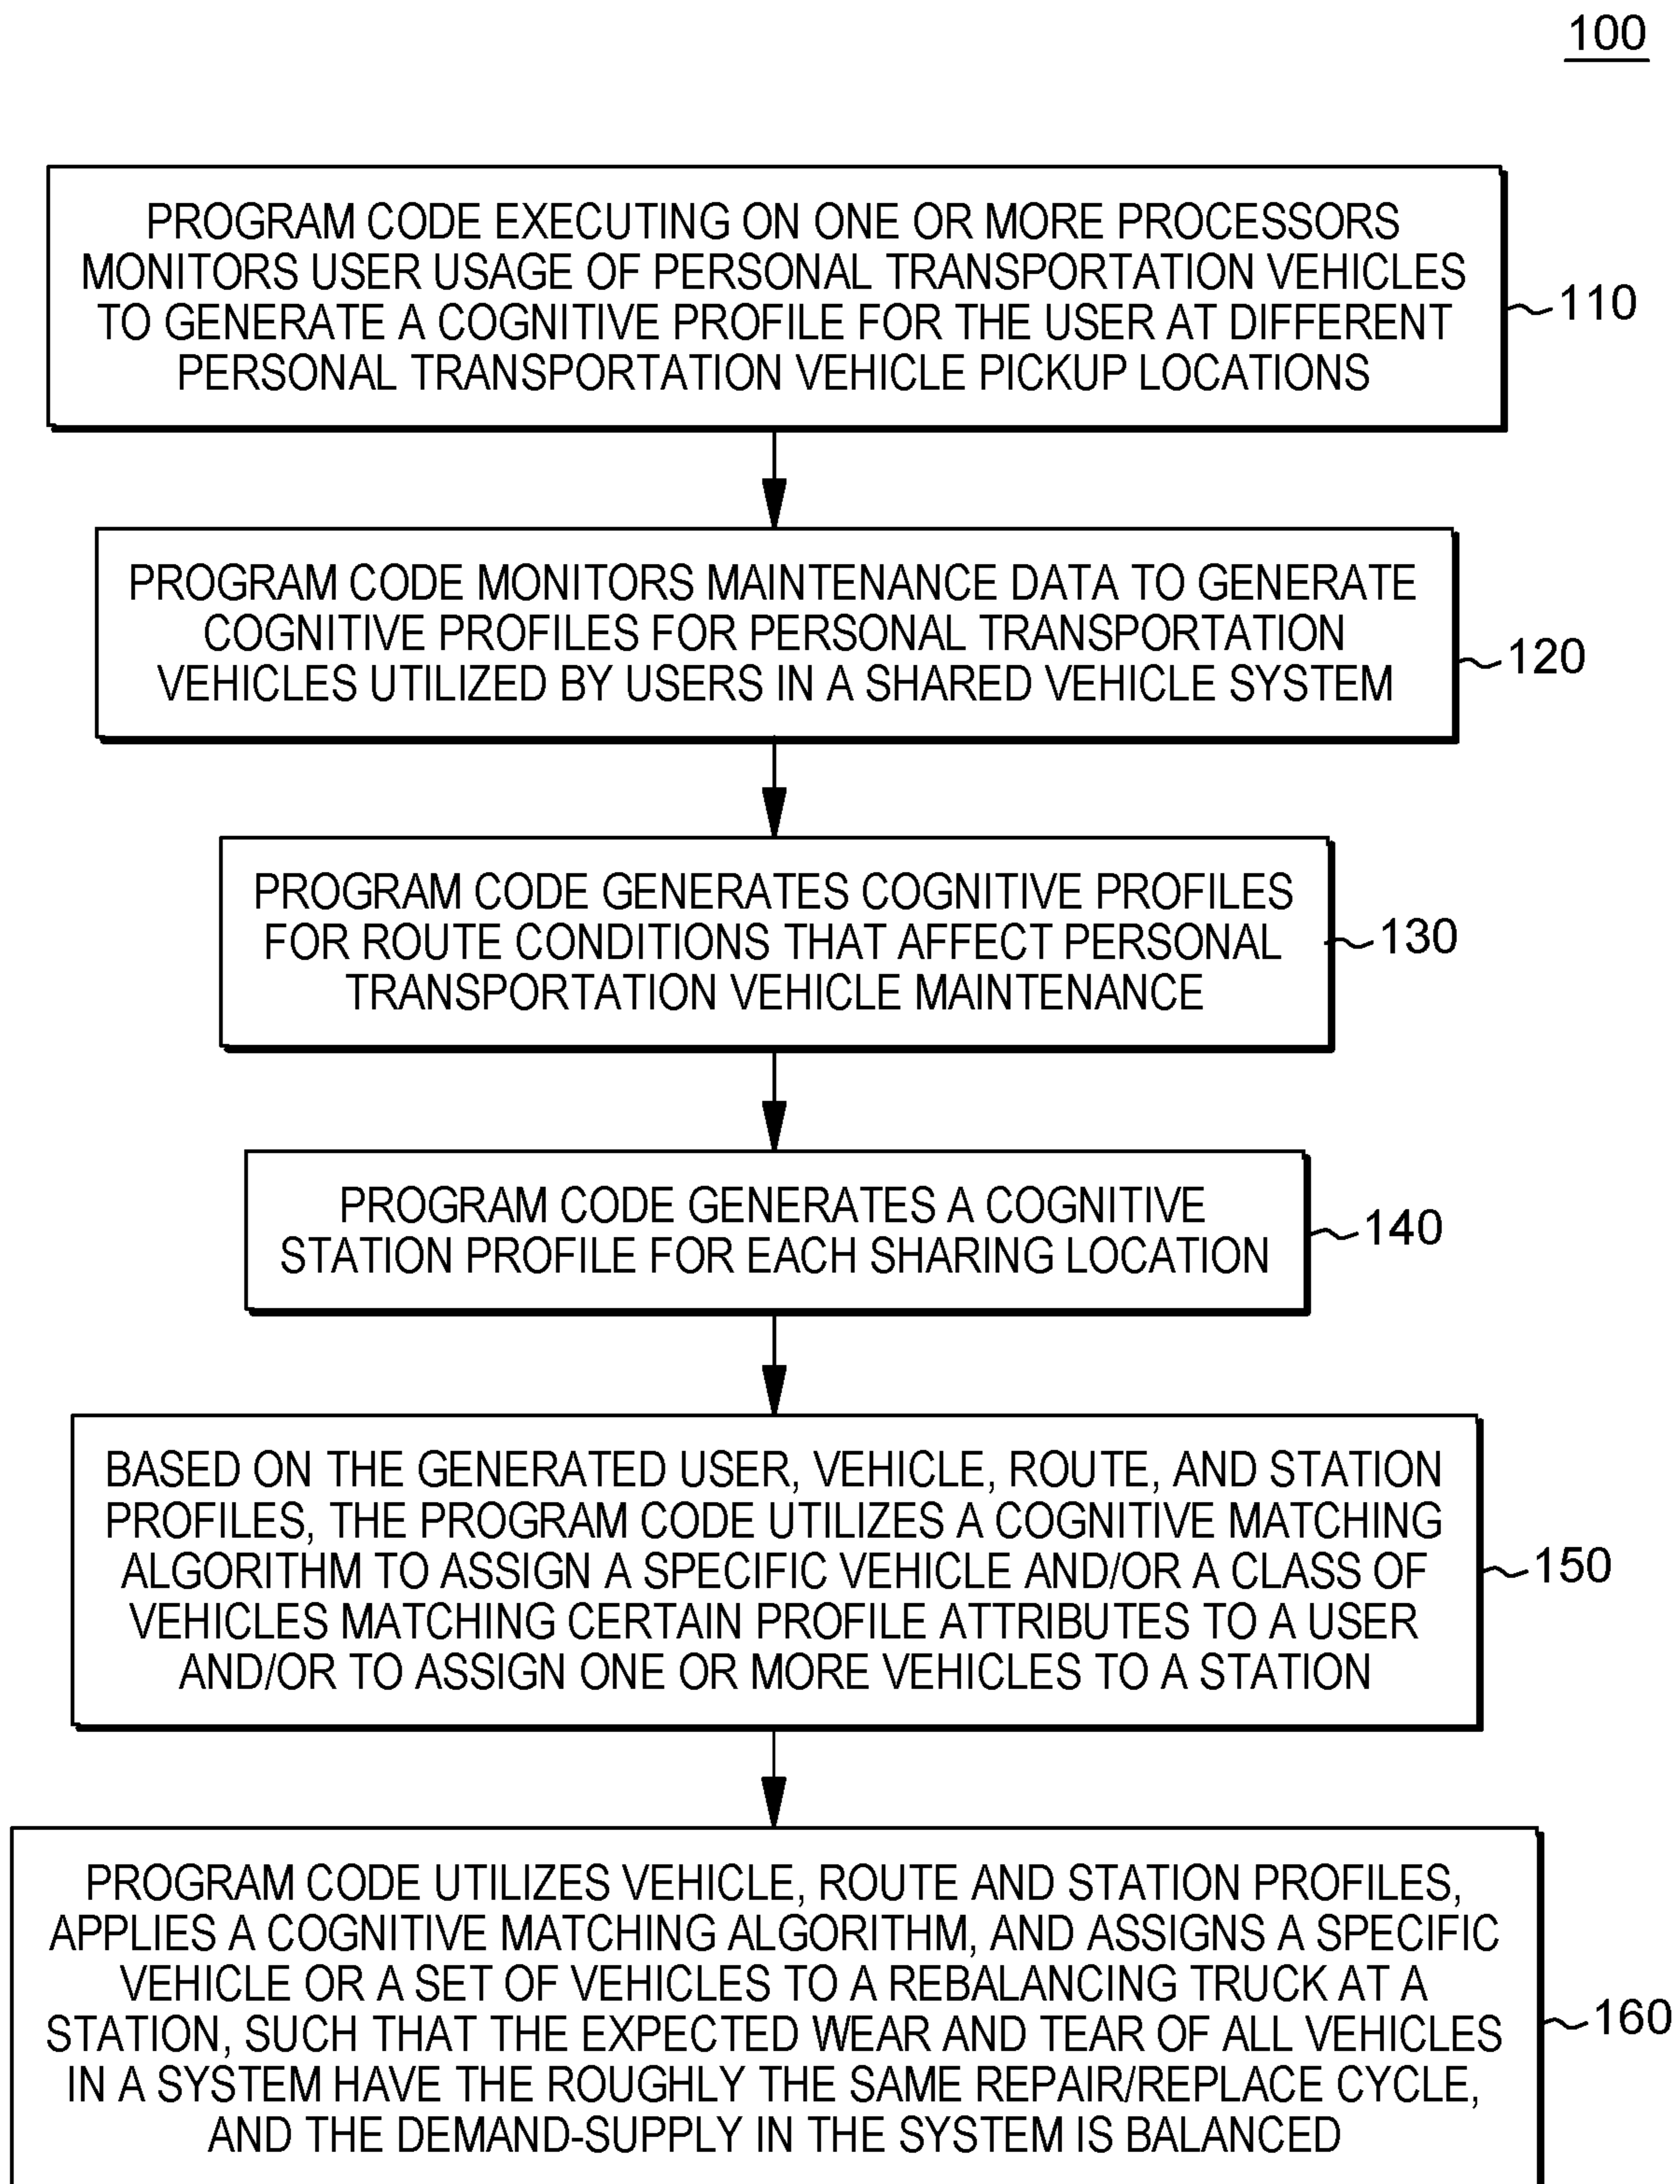 100
PROGRAM CODE EXECUTING ON ONE OR MORE PROCESSORS
MONITORS USER USAGE OF PERSONAL TRANSPORTATION VEHICLES
TO GENERATE A COGNITIVE PROFILE FOR THE USER AT DIFFERENT
PERSONAL TRANSPORTATION VEHICLE PICKUP LOCATIONS
110
PROGRAM CODE MONITORS MAINTENANCE DATA TO GENERATE
COGNITIVE PROFILES FOR PERSONAL TRANSPORTATION
VEHICLES UTILIZED BY USERS IN A SHARED VEHICLE SYSTEM
120
PROGRAM CODE GENERATES COGNITIVE PROFILES
FOR ROUTE CONDITIONS THAT AFFECT PERSONAL
TRANSPORTATION VEHICLE MAINTENANCE
130
PROGRAM CODE GENERATES A COGNITIVE
STATION PROFILE FOR EACH SHARING LOCATION
140
BASED ON THE GENERATED USER, VEHICLE, ROUTE, AND STATION
PROFILES, THE PROGRAM CODE UTILIZES A COGNITIVE MATCHING
ALGORITHM TO ASSIGN A SPECIFIC VEHICLE AND/OR A CLASS OF
VEHICLES MATCHING CERTAIN PROFILE ATTRIBUTES TO A USER
AND/OR TO ASSIGN ONE OR MORE VEHICLES TO A STATION
150
PROGRAM CODE UTILIZES VEHICLE, ROUTE AND STATION PROFILES,
APPLIES A COGNITIVE MATCHING ALGORITHM, AND ASSIGNS A SPECIFIC
VEHICLE OR A SET OF VEHICLES TO A REBALANCING TRUCK AT A
STATION, SUCH THAT THE EXPECTED WEAR AND TEAR OF ALL VEHICLES
IN A SYSTEM HAVE THE ROUGHLY THE SAME REPAIR/REPLACE CYCLE,
AND THE DEMAND-SUPPLY IN THE SYSTEM IS BALANCED
160